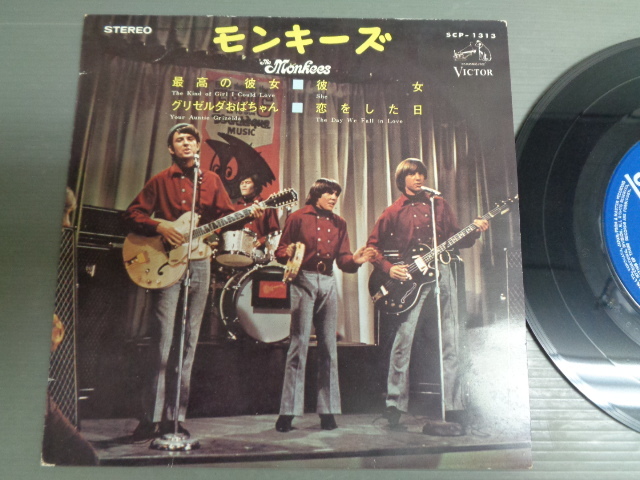 STEREO
モンキーズ
SCP-1313
The Monkees
VICTOR
最高の彼女
The Kind of Girl I Could Love
彼女
She
グリゼルダおばちゃん
Your Auntie Grizelda
恋をした日
The Day We Fall in Love
MUSIC